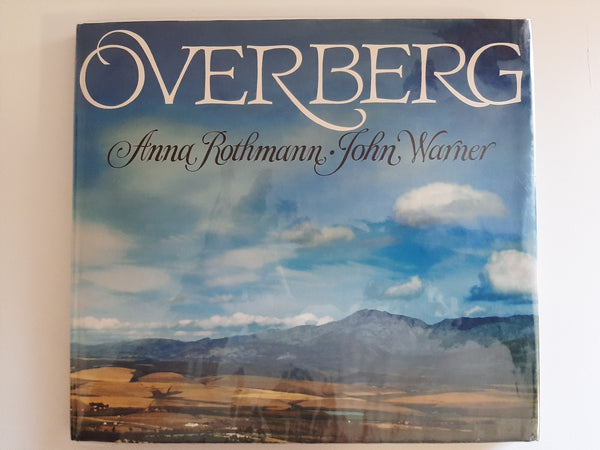 OVERBERG
Anna Rothmann · John Warner